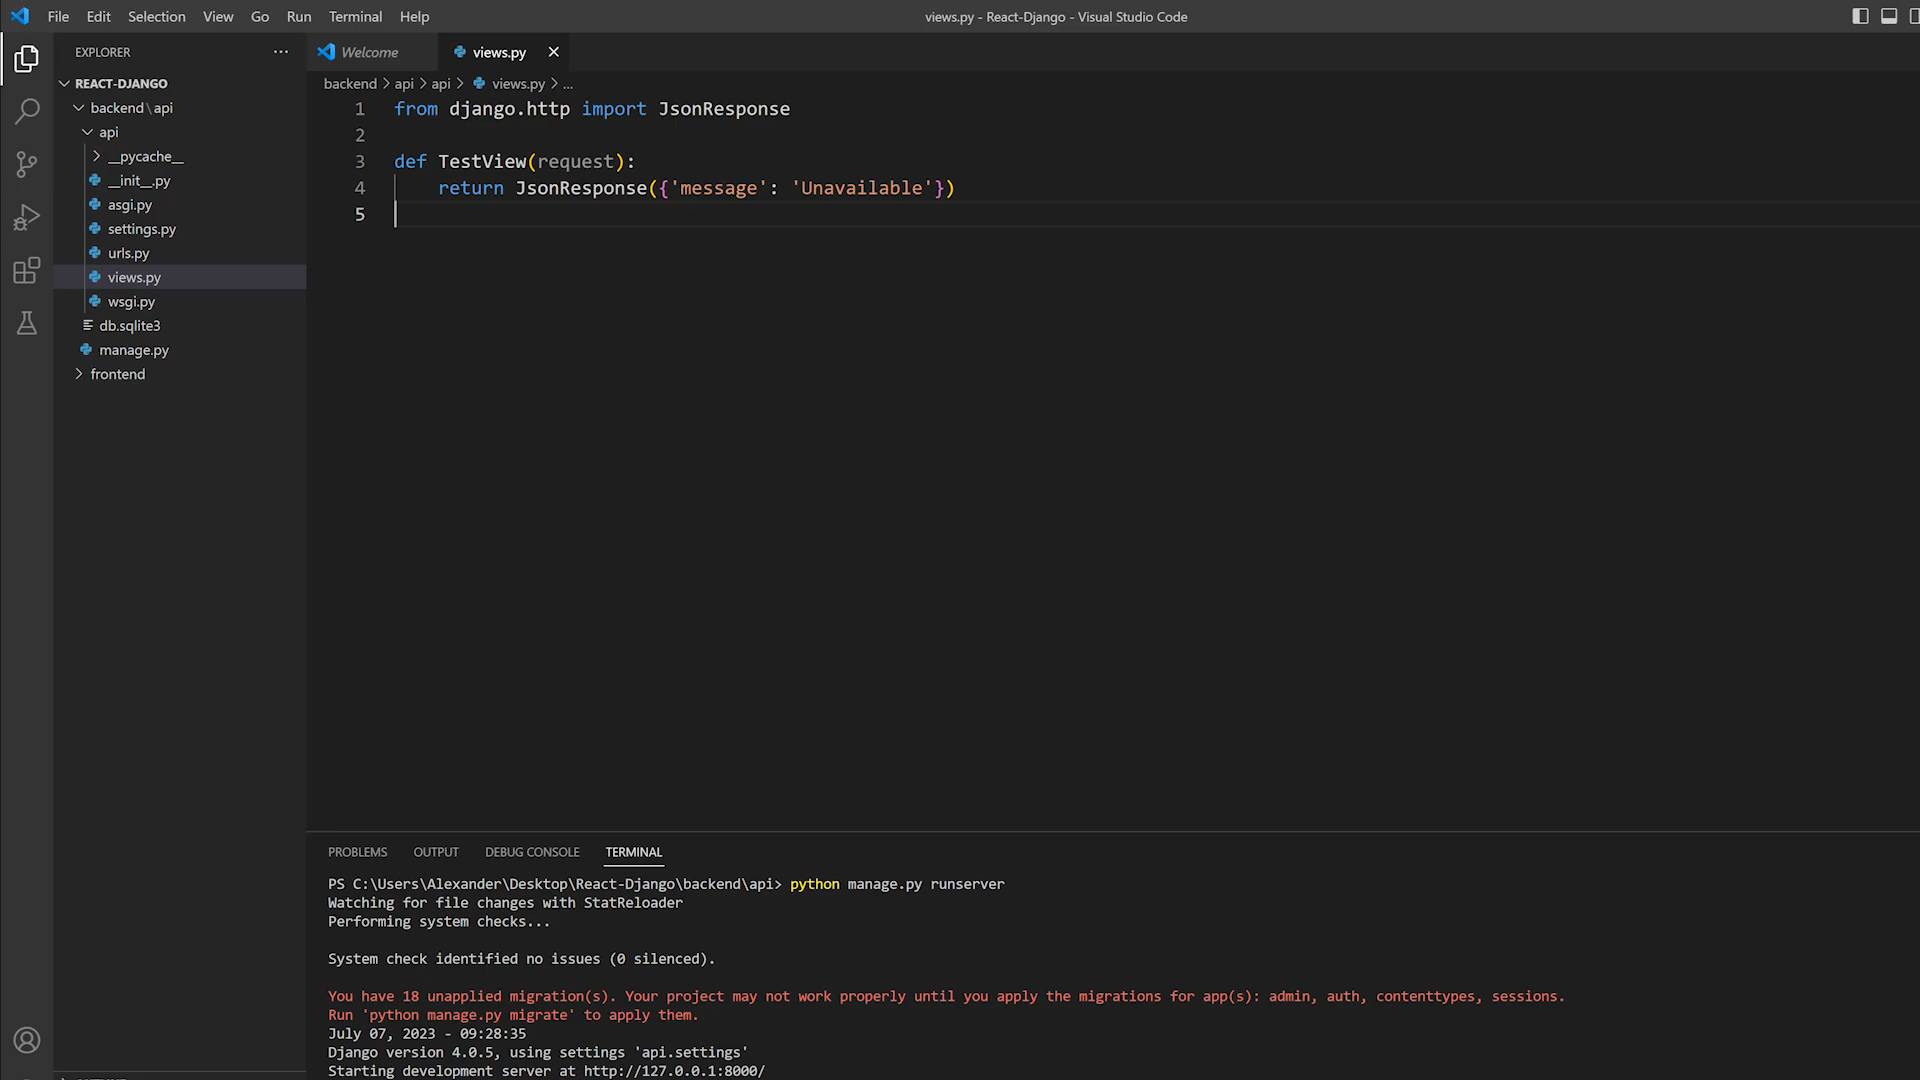 File Edit Selection View Go Run Terminal Help
views.py - React-Django - Visual Studio Code
EXPLORER
Welcome
views.py
REACT-DJANGO
backend\api
api
__pycache__
__init__.py
asgi.py
settings.py
urls.py
views.py
wsgi.py
db.sqlite3
manage.py
frontend
backend > api > api > views.py > ...
1 from django.http import JsonResponse
2
3 def TestView(request):
4 return JsonResponse({'message': 'Unavailable'})
5
PROBLEMS OUTPUT DEBUG CONSOLE TERMINAL
PS C:\Users\Alexander\Desktop\React-Django\backend\api> python manage.py runserver
Watching for file changes with StatReloader
Performing system checks...
System check identified no issues (0 silenced).
You have 18 unapplied migration(s). Your project may not work properly until you apply the migrations for app(s): admin, auth, contenttypes, sessions.
Run 'python manage.py migrate' to apply them.
July 07, 2023 - 09:28:35
Django version 4.0.5, using settings 'api.settings'
Starting development server at http://127.0.0.1:8000/